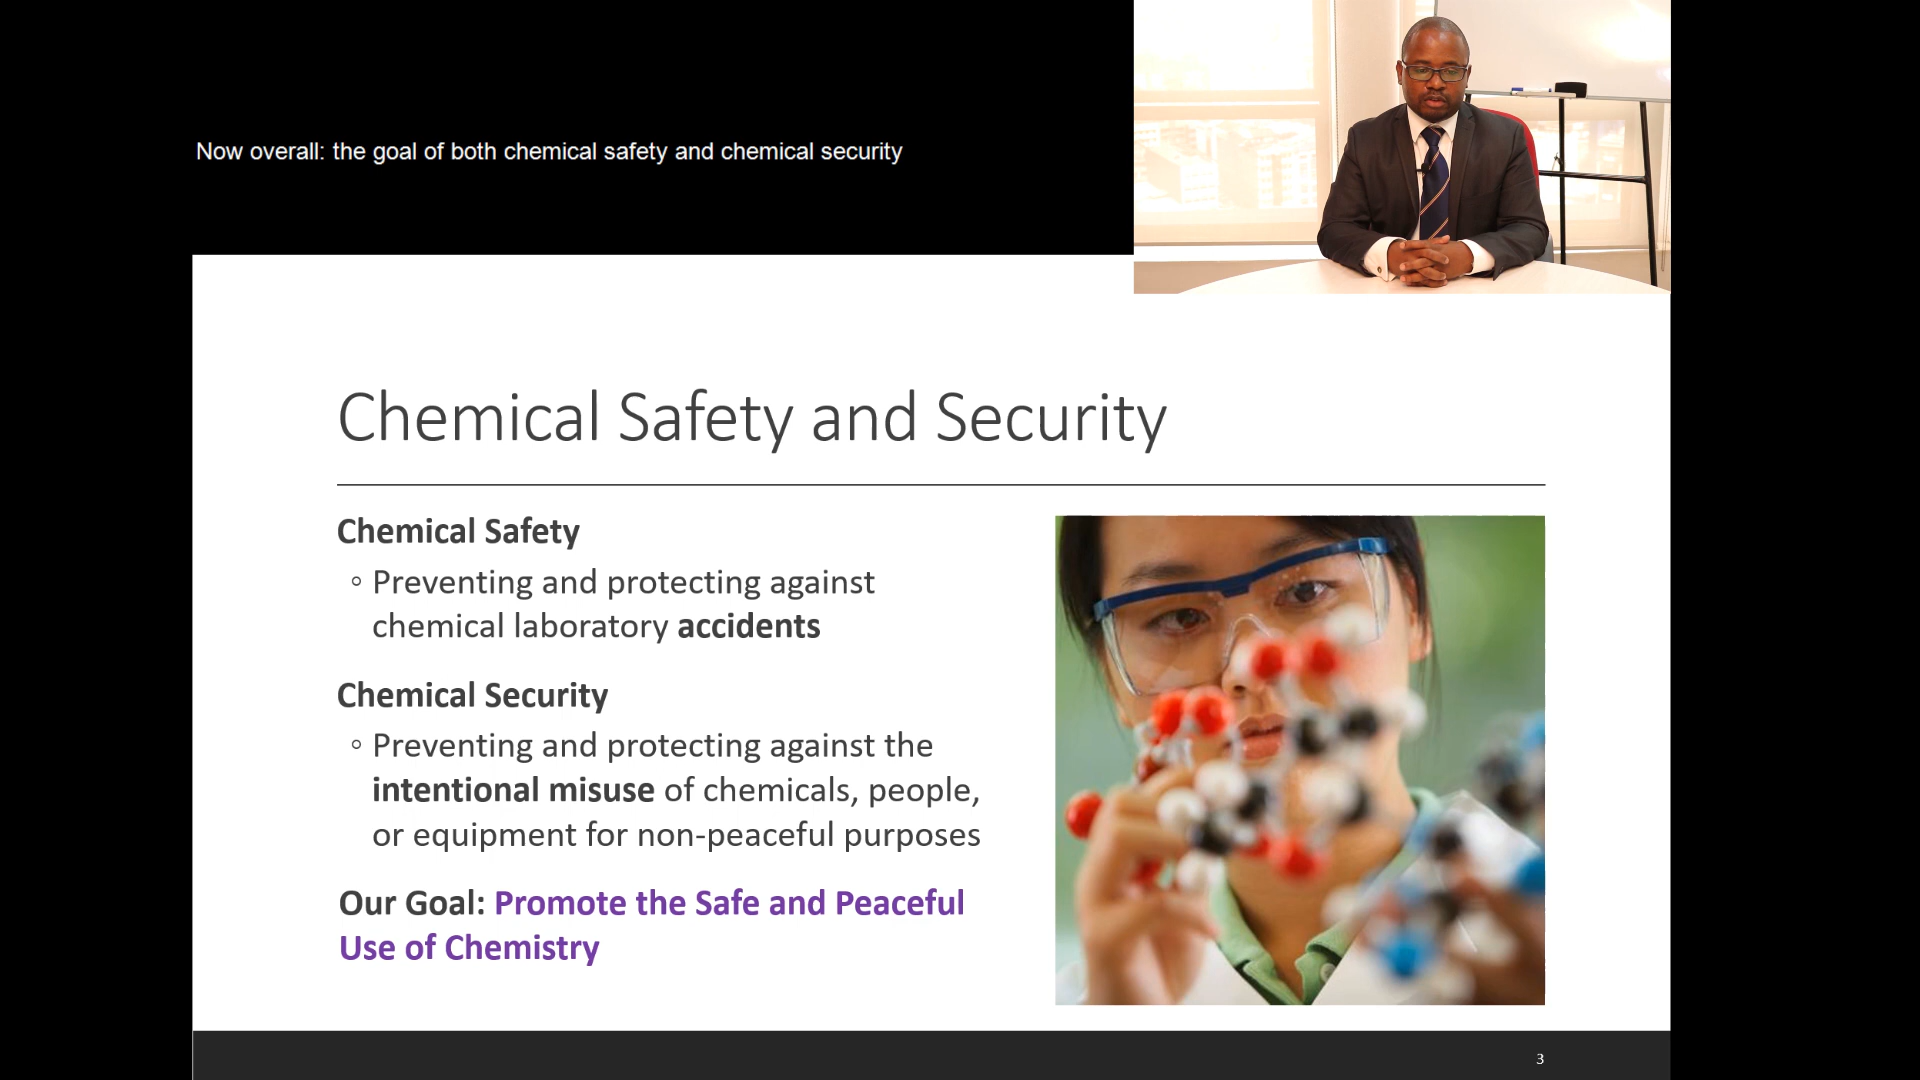 Now overall: the goal of both chemical safety and chemical security
Chemical Safety and Security
Chemical Safety
◦ Preventing and protecting against
chemical laboratory accidents
Chemical Security
◦ Preventing and protecting against the
intentional misuse of chemicals, people,
or equipment for non-peaceful purposes
Our Goal: Promote the Safe and Peaceful
Use of Chemistry
3